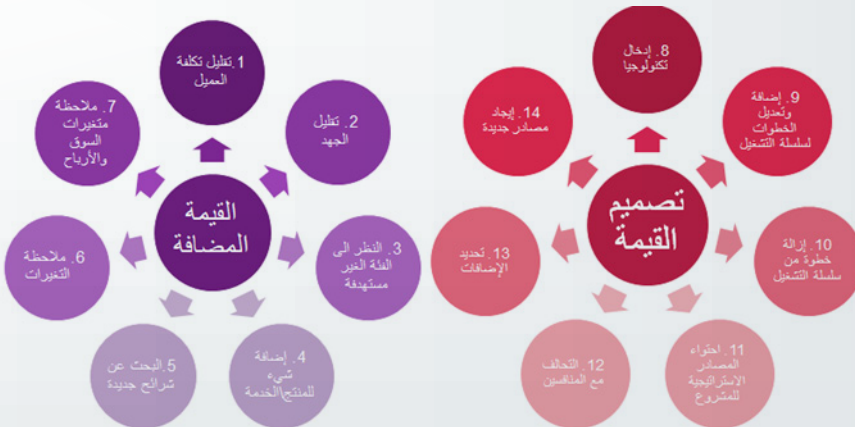 القيمة
المضافة
1.تقليل تكلفة
العميل
2. تقليل
الجهد
3. النظر الى
الفئة الغير
مستهدفة
4. إضافة
شيء
للمنتج/الخدمة
5.البحث عن
شرائح جديدة
6. ملاحظة
التغيرات
7. ملاحظة
متغيرات
السوق
والأرباح
تصميم
القيمة
8. إدخال
تكنولوجيا
9. إضافة
وتعديل
الخطوات
لسلسلة التشغيل
10. إزالة
خطوة من
سلسلة التشغيل
11. احتواء
المصادر
الاستراتيجية
للمشروع
12. التحالف
مع المنافسين
13. تحديد
الإضافات
14. إيجاد
مصادر جديدة